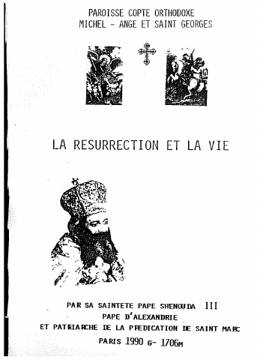 PAROISSE COPTE ORTHODOXE
MICHEL - ANGE ET SAINT GEORGES
LA RESURRECTION ET LA VIE
PAR SA SAINTETE PAPE SHENOUDA III
PAPE D'ALEXANDRIE
ET PATRIARCHE DE LA PREDICATION DE SAINT MARC
PARIS 1990 G- 1706M